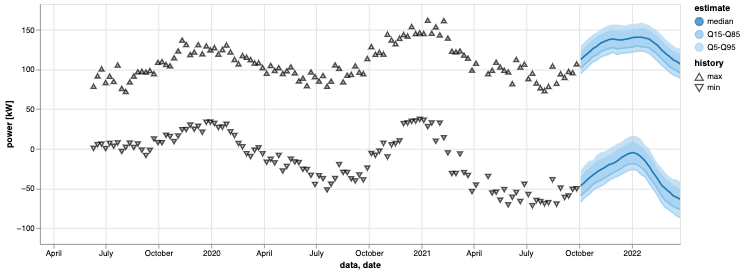 estimate
median
Q15-Q85
Q5-Q95
history
max
min
power [kW]
150
100
50
0
−50
−100
April July October 2020 April July October 2021 April July October 2022
data, date